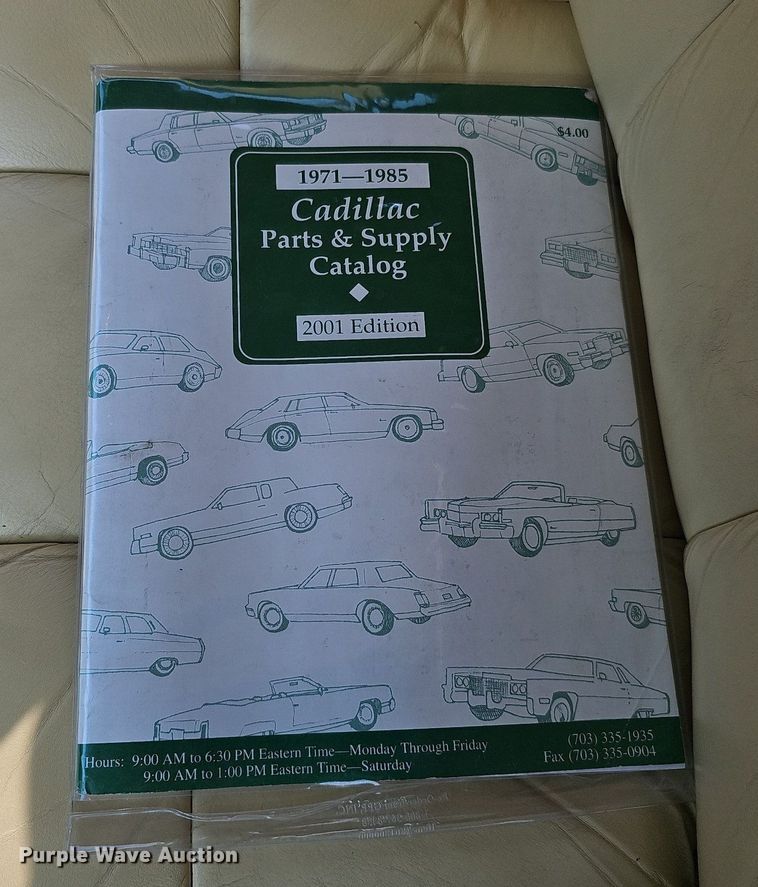 $4.00
1971—1985
Cadillac
Parts & Supply
Catalog
2001 Edition
Hours: 9:00 AM to 6:30 PM Eastern Time—Monday Through Friday
9:00 AM to 1:00 PM Eastern Time—Saturday
(703) 335-1935
Fax (703) 335-0904
Purple Wave Auction